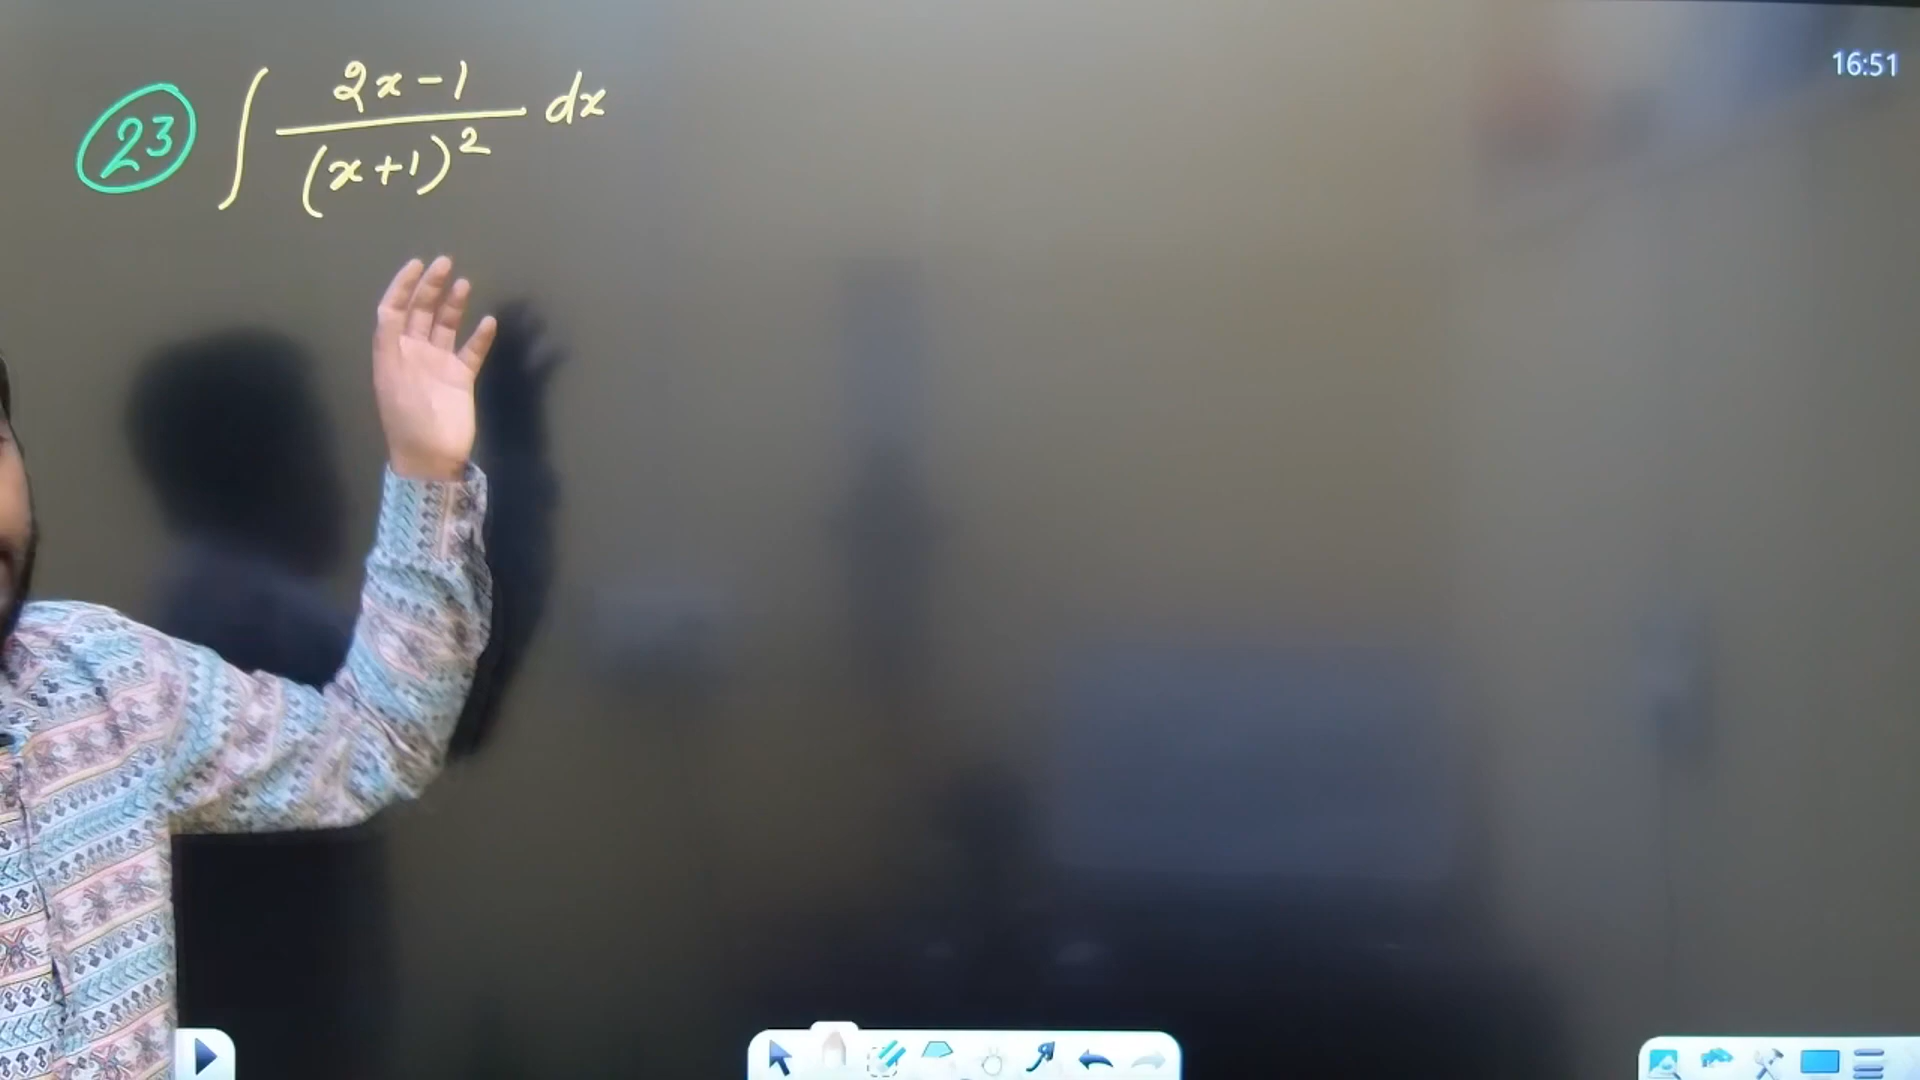 16:51
(23) ∫ (2x-1)/(x+1)² dx